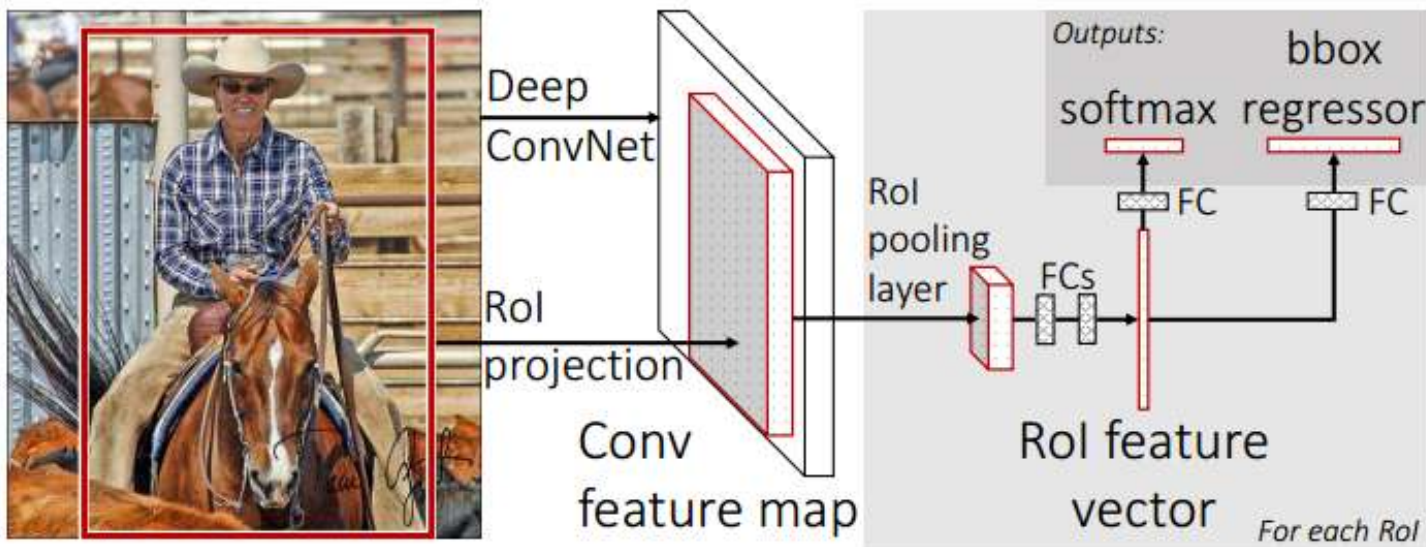 Deep
ConvNet
RoI
projection
Conv
feature map
RoI
pooling
layer
FCs
Outputs:
softmax
bbox
regressor
FC
FC
RoI feature
vector
For each RoI